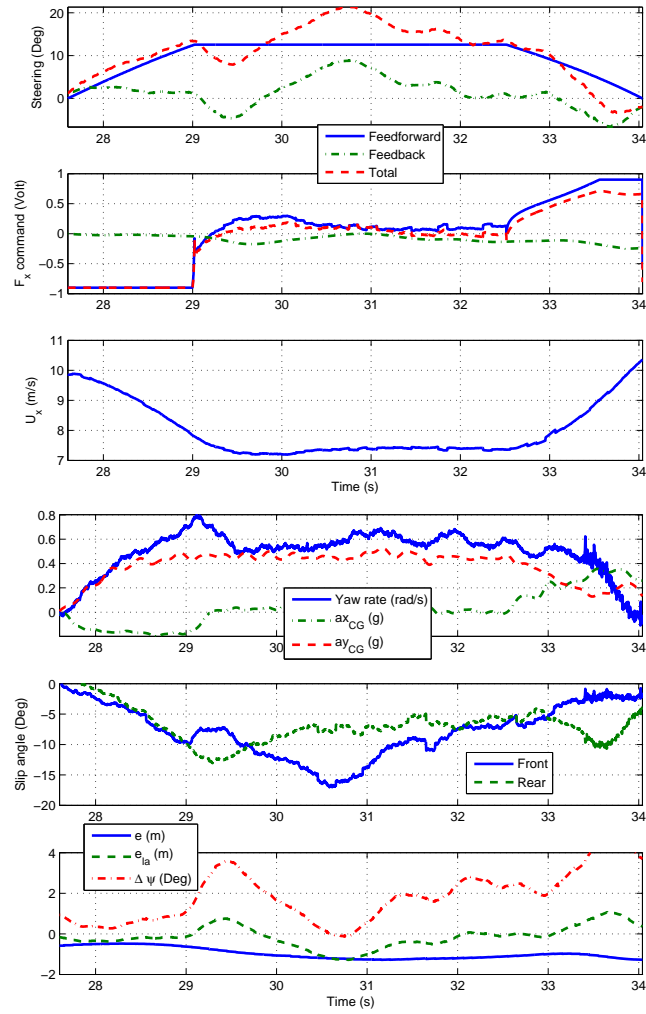 20
10
0
Steering (Deg)
28 29 30 31 32 33 34
Feedforward
Feedback
Total
1
0.5
0
−0.5
−1
F_x command (Volt)
28 29 30 31 32 33 34
11
10
9
8
7
U_x (m/s)
28 29 30 31 32 33 34
Time (s)
0.8
0.6
0.4
0.2
0
28 29 30 31 32 33 34
Yaw rate (rad/s)
ax_CG (g)
ay_CG (g)
0
−5
−10
−15
−20
Slip angle (Deg)
28 29 30 31 32 33 34
Front
Rear
e (m)
e_la (m)
Δ ψ (Deg)
4
2
0
−2
28 29 30 31 32 33 34
Time (s)